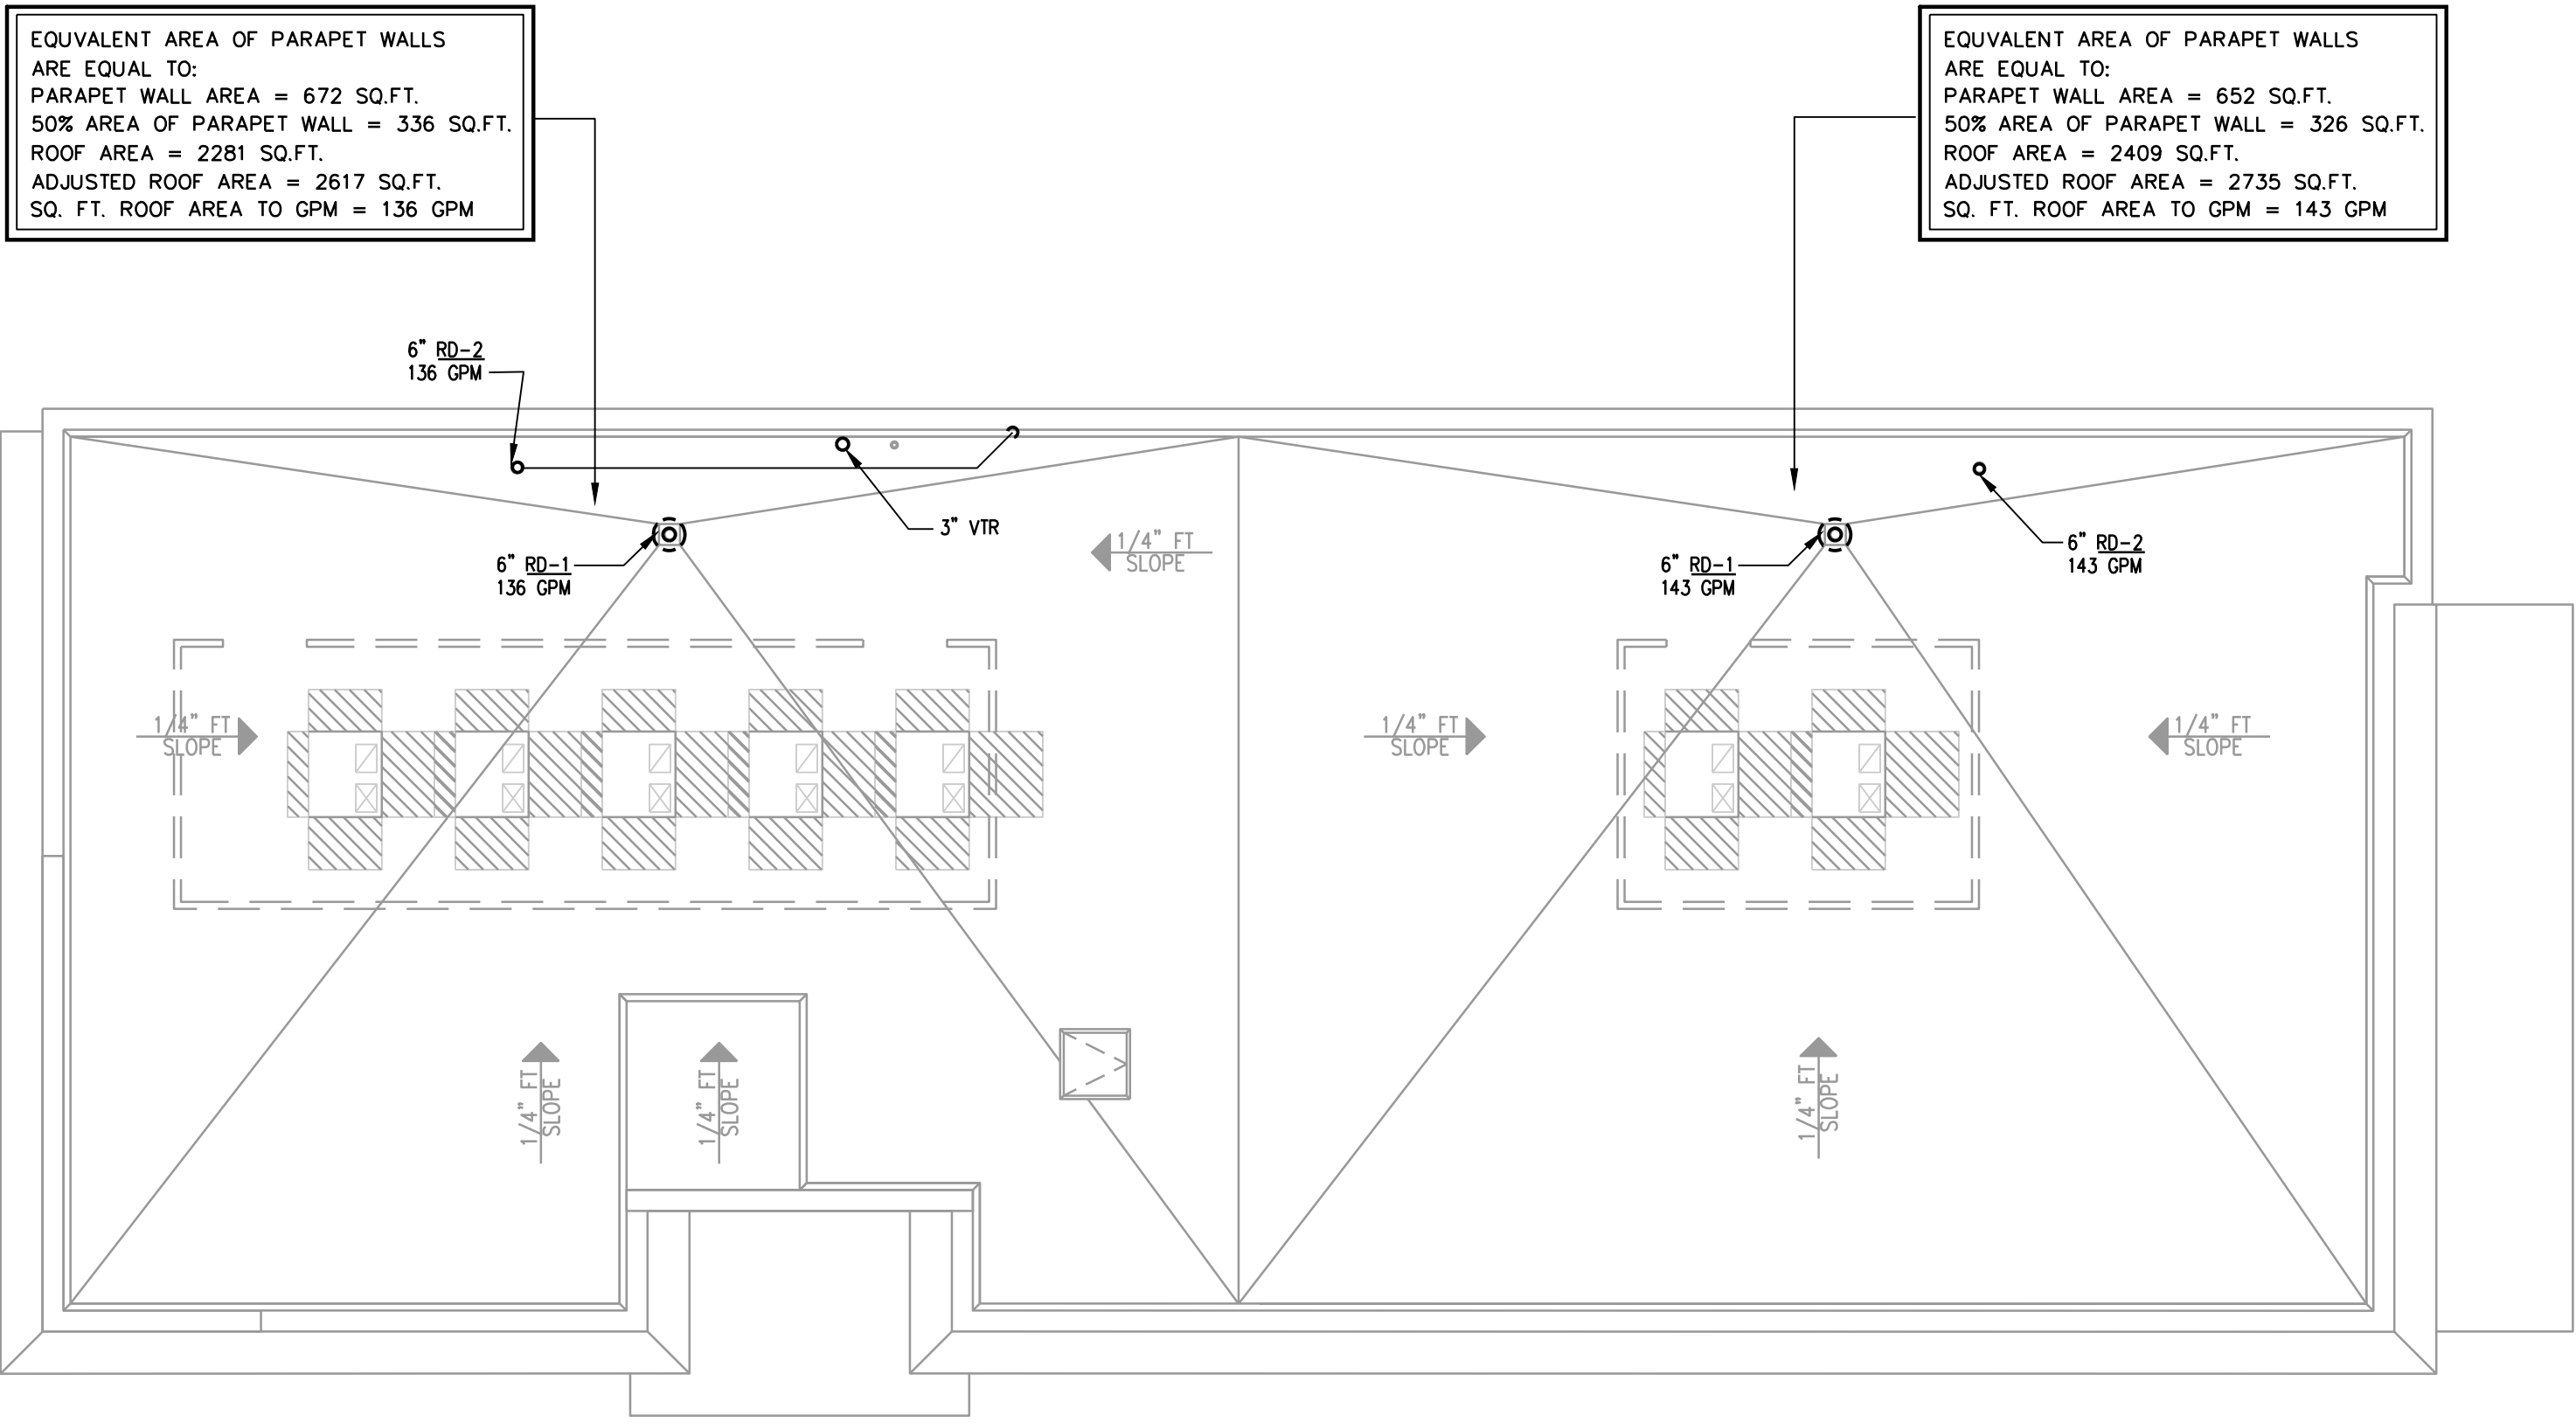 EQUVALENT AREA OF PARAPET WALLS
ARE EQUAL TO:
PARAPET WALL AREA = 672 SQ.FT.
50% AREA OF PARAPET WALL = 336 SQ.FT.
ROOF AREA = 2281 SQ.FT.
ADJUSTED ROOF AREA = 2617 SQ.FT.
SQ. FT. ROOF AREA TO GPM = 136 GPM
EQUVALENT AREA OF PARAPET WALLS
ARE EQUAL TO:
PARAPET WALL AREA = 652 SQ.FT.
50% AREA OF PARAPET WALL = 326 SQ.FT.
ROOF AREA = 2409 SQ.FT.
ADJUSTED ROOF AREA = 2735 SQ.FT.
SQ. FT. ROOF AREA TO GPM = 143 GPM
6" RD-2
136 GPM
3" VTR
6" RD-1
136 GPM
1/4" FT
SLOPE
6" RD-1
143 GPM
6" RD-2
143 GPM
1/4" FT
SLOPE
1/4" FT
SLOPE
1/4" FT
SLOPE
1/4" FT
SLOPE
1/4" FT
SLOPE
1/4" FT
SLOPE